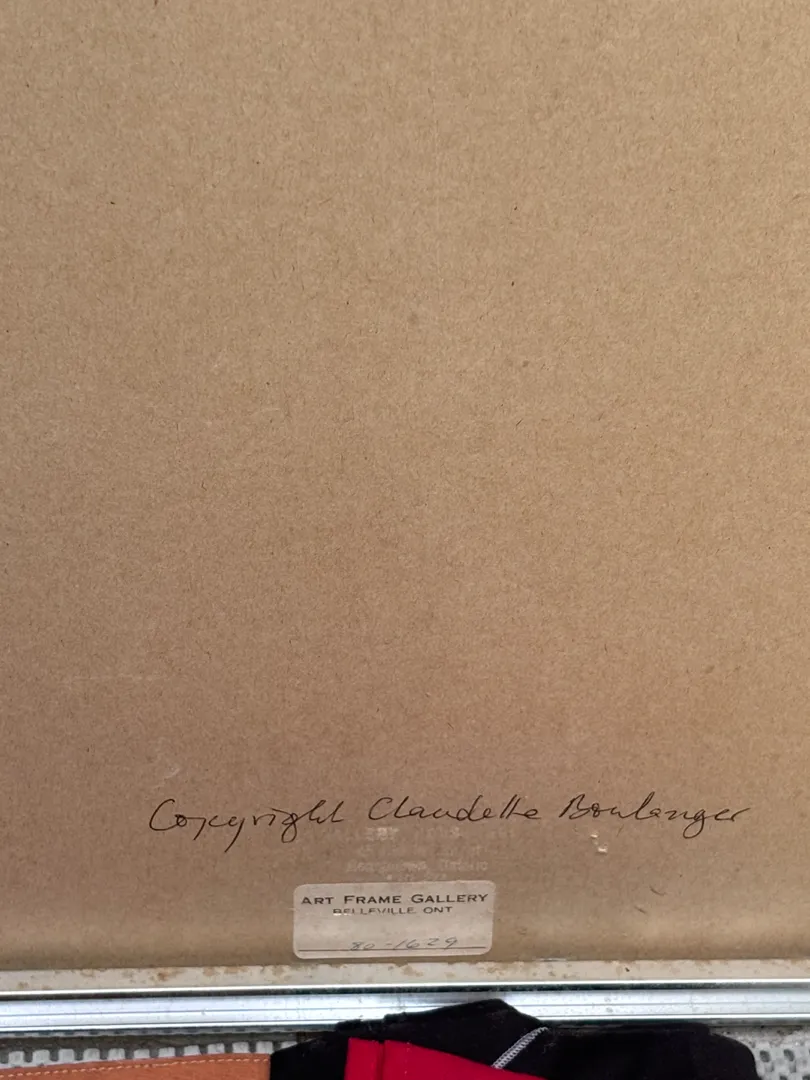 Copyright Claudette Boulanger
ART FRAME GALLERY
BELLEVILLE. ONT
80-1629